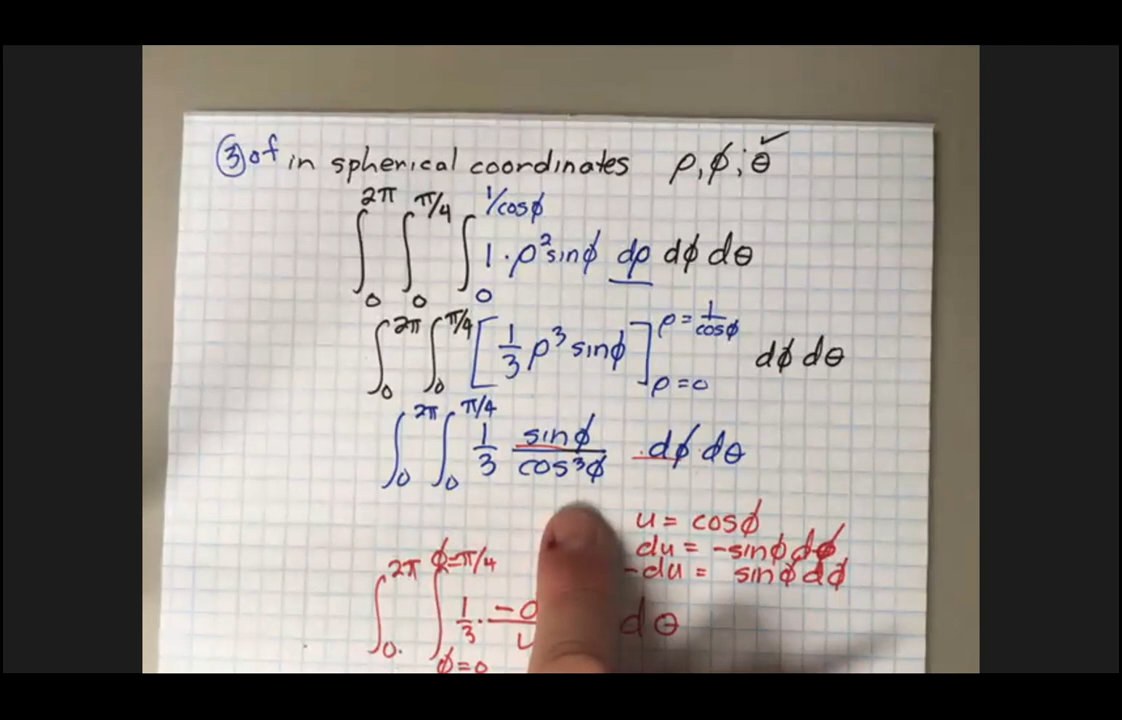 ③ of in spherical coordinates ρ, ϕ, θ ✓
∫₀^2π ∫₀^π/4 ∫₀^1/cosϕ 1·ρ² sinϕ dρ dϕ dθ
∫₀^2π ∫₀^π/4 [ 1/3 ρ³ sinϕ ]_ρ=0^ρ=1/cosϕ dϕ dθ
∫₀^2π ∫₀^π/4 1/3 sinϕ/cos³ϕ dϕ dθ
u = cosϕ
du = -sinϕ dϕ
-du = sinϕ dϕ
∫₀^2π ∫_ϕ=0^ϕ=π/4 1/3 · dθ